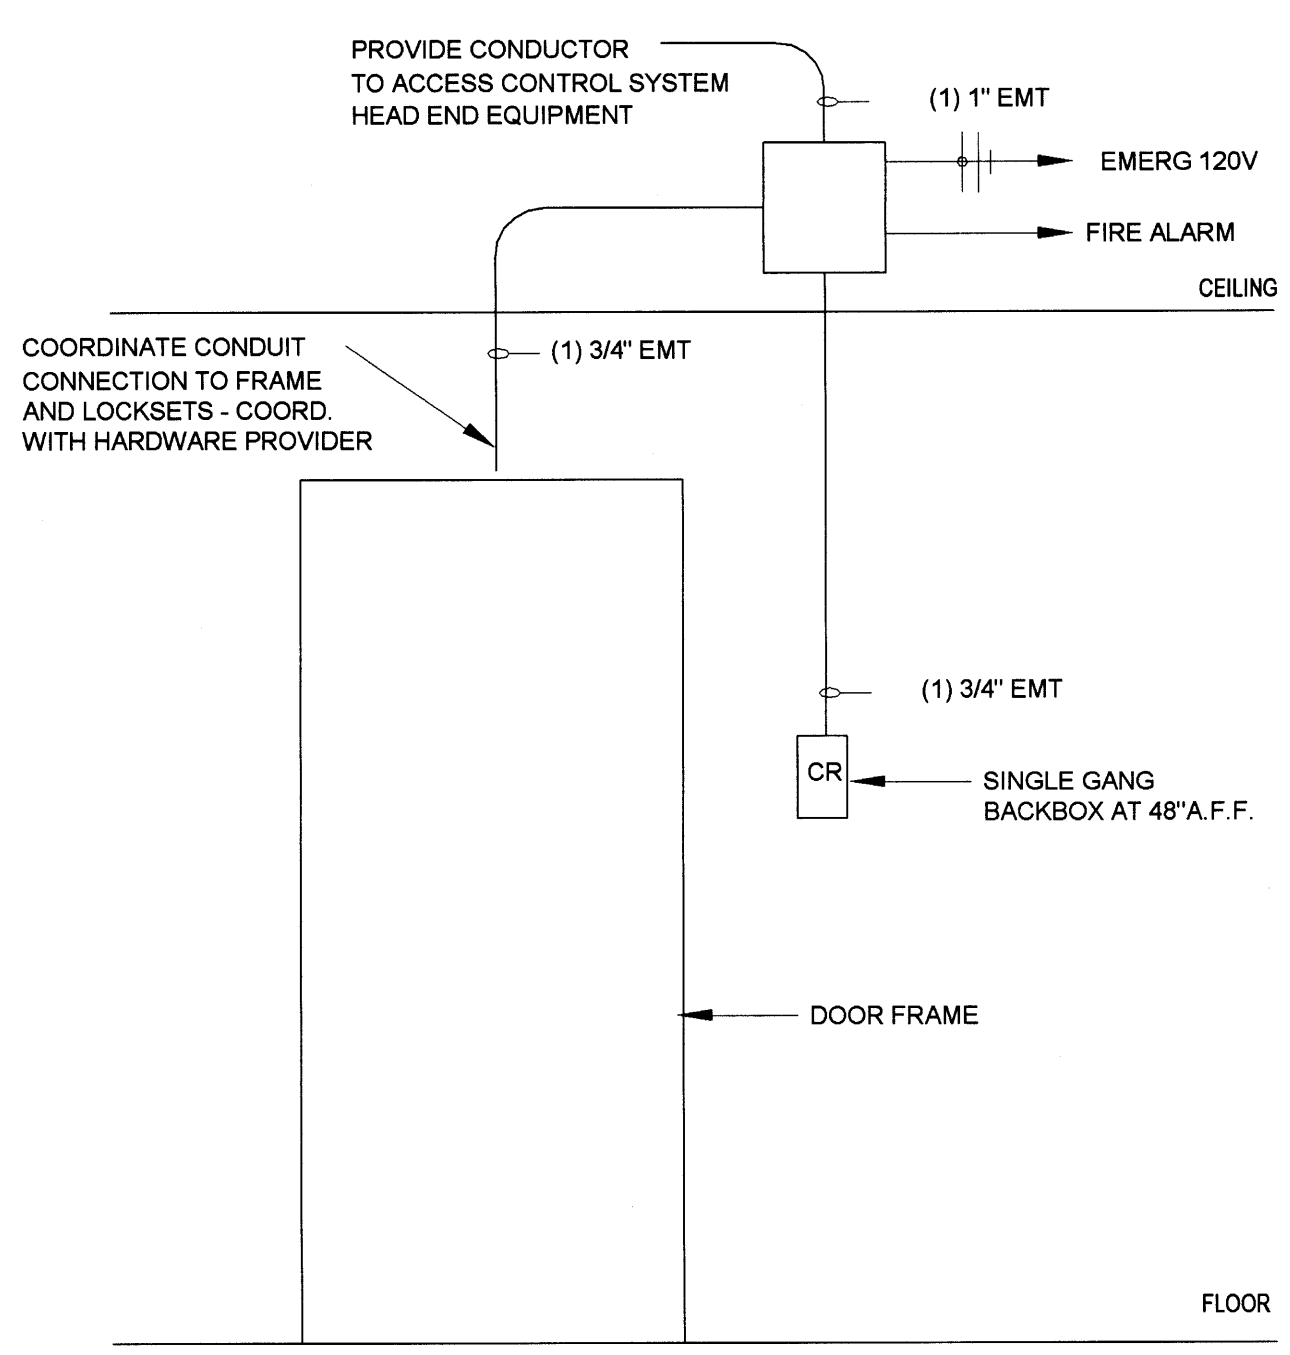 PROVIDE CONDUCTOR
TO ACCESS CONTROL SYSTEM
HEAD END EQUIPMENT
(1) 1" EMT
EMERG 120V
FIRE ALARM
CEILING
COORDINATE CONDUIT
CONNECTION TO FRAME
AND LOCKSETS - COORD.
WITH HARDWARE PROVIDER
(1) 3/4" EMT
(1) 3/4" EMT
CR
SINGLE GANG
BACKBOX AT 48"A.F.F.
DOOR FRAME
FLOOR